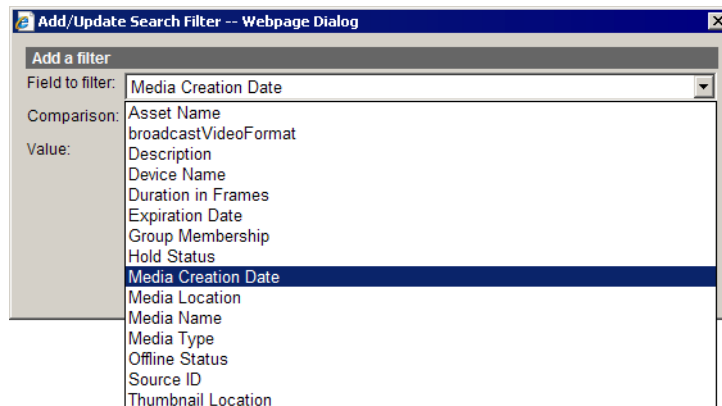 Add/Update Search Filter -- Webpage Dialog
Add a filter
Field to filter: Media Creation Date
Comparison:
Value:
Asset Name
broadcastVideoFormat
Description
Device Name
Duration in Frames
Expiration Date
Group Membership
Hold Status
Media Creation Date
Media Location
Media Name
Media Type
Offline Status
Source ID
Thumbnail Location